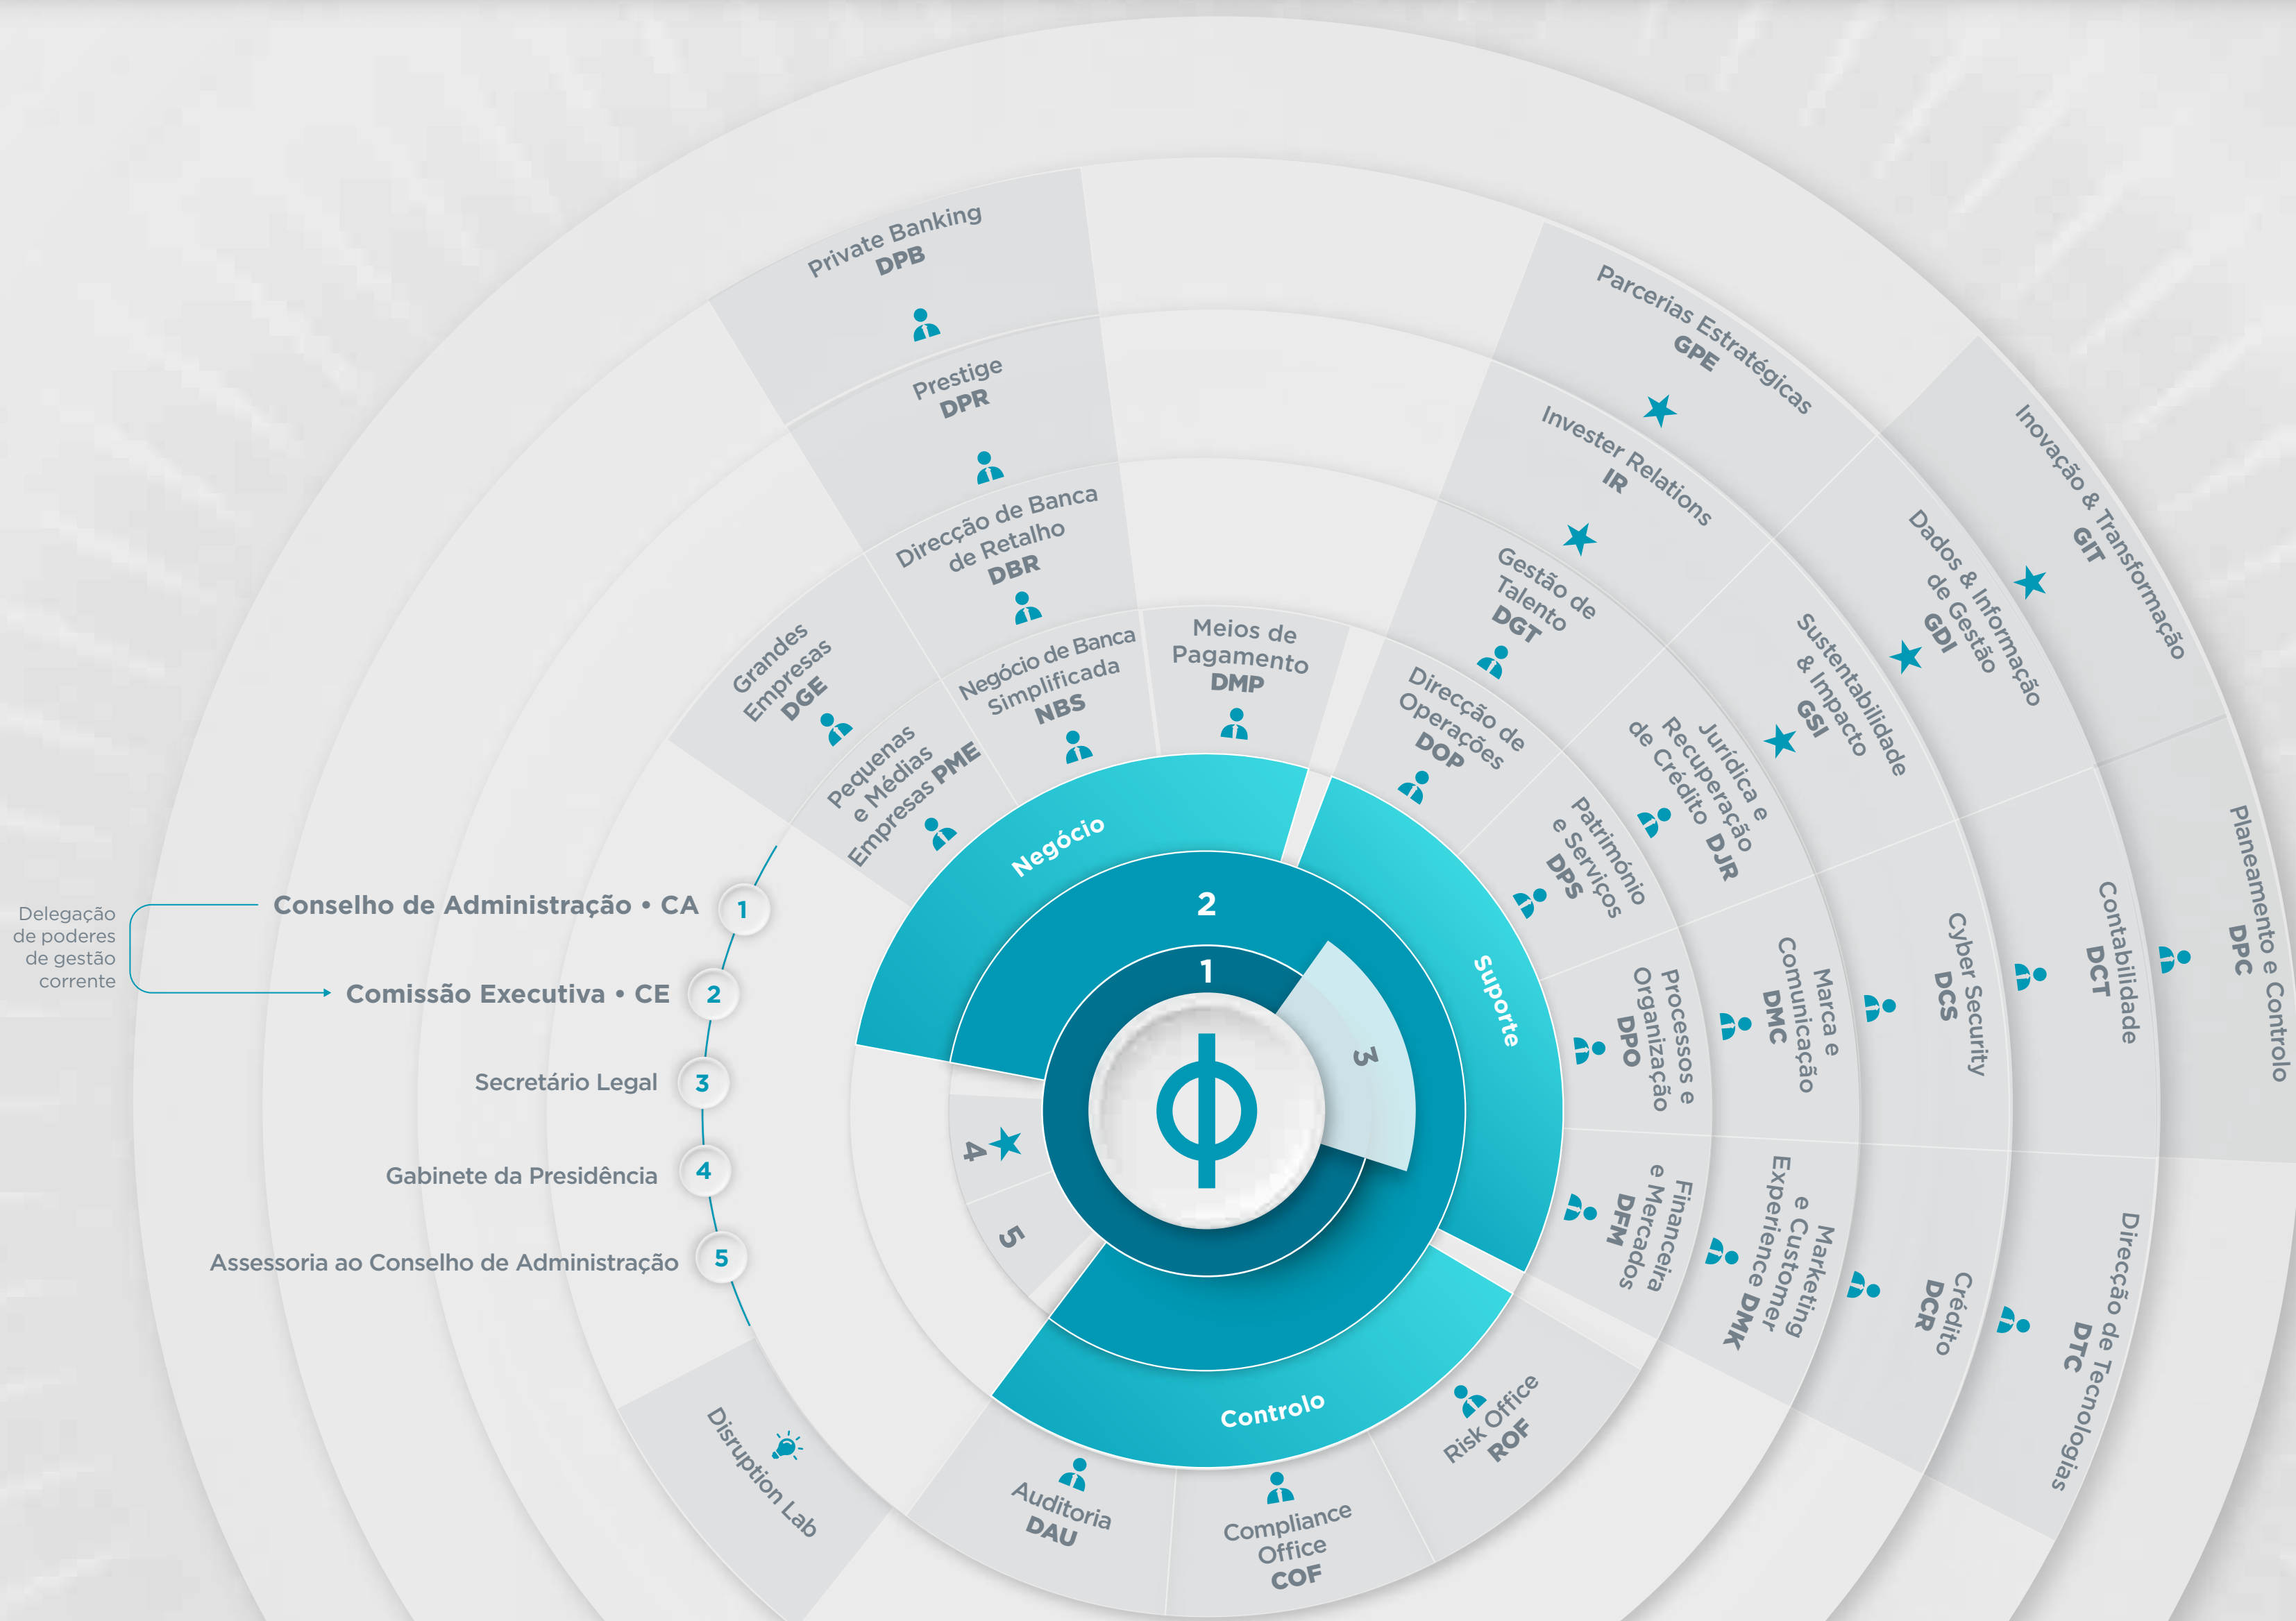 Private Banking
DPB
Prestige
DPR
Direcção de Banca
de Retalho
DBR
Negócio de Banca
Simplificada
NBS
Grandes
Empresas
DGE
Pequenas
e Médias
Empresas PME
Meios de
Pagamento
DMP
Parcerias Estratégicas
GPE
Invester Relations
IR
Gestão de
Talento
DGT
Direcção de
Operações
DOP
Inovação & Transformação
GIT
Dados & Informação
de Gestão
GDI
Sustentabilidade
& Impacto
GSI
Jurídica e
Recuperação
de Crédito DJR
Património
e Serviços
DPS
Planeamento e Controlo
DPC
Contabilidade
DCT
Cyber Security
DCS
Marca e
Comunicação
DMC
Processos e
Organização
DPO
Direcção de Tecnologias
DTC
Crédito
DCR
Marketing
e Customer
Experience DMK
Financeira
e Mercados
DFM
Negócio
Suporte
Controlo
2
1
3
4
5
Delegação
de poderes
de gestão
corrente
Conselho de Administração • CA
1
Comissão Executiva • CE
2
Secretário Legal
3
Gabinete da Presidência
4
Assessoria ao Conselho de Administração
5
Disruption Lab
Auditoria
DAU
Compliance
Office
COF
Risk Office
ROF